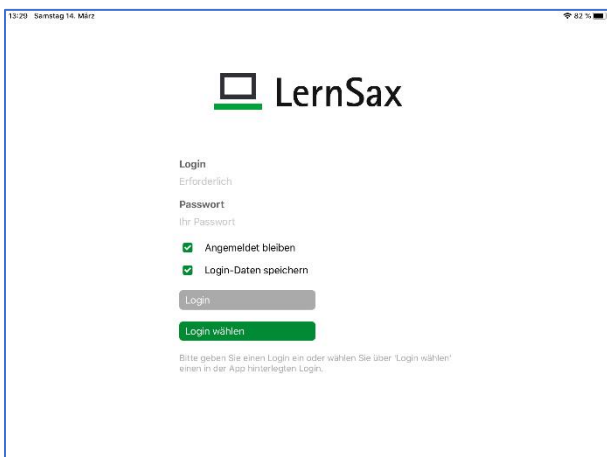 13:29 Samstag 14. März
82 %
LernSax
Login
Erforderlich
Passwort
Ihr Passwort
Angemeldet bleiben
Login-Daten speichern
Login
Login wählen
Bitte geben Sie einen Login ein oder wählen Sie über 'Login wählen'
einen in der App hinterlegten Login.